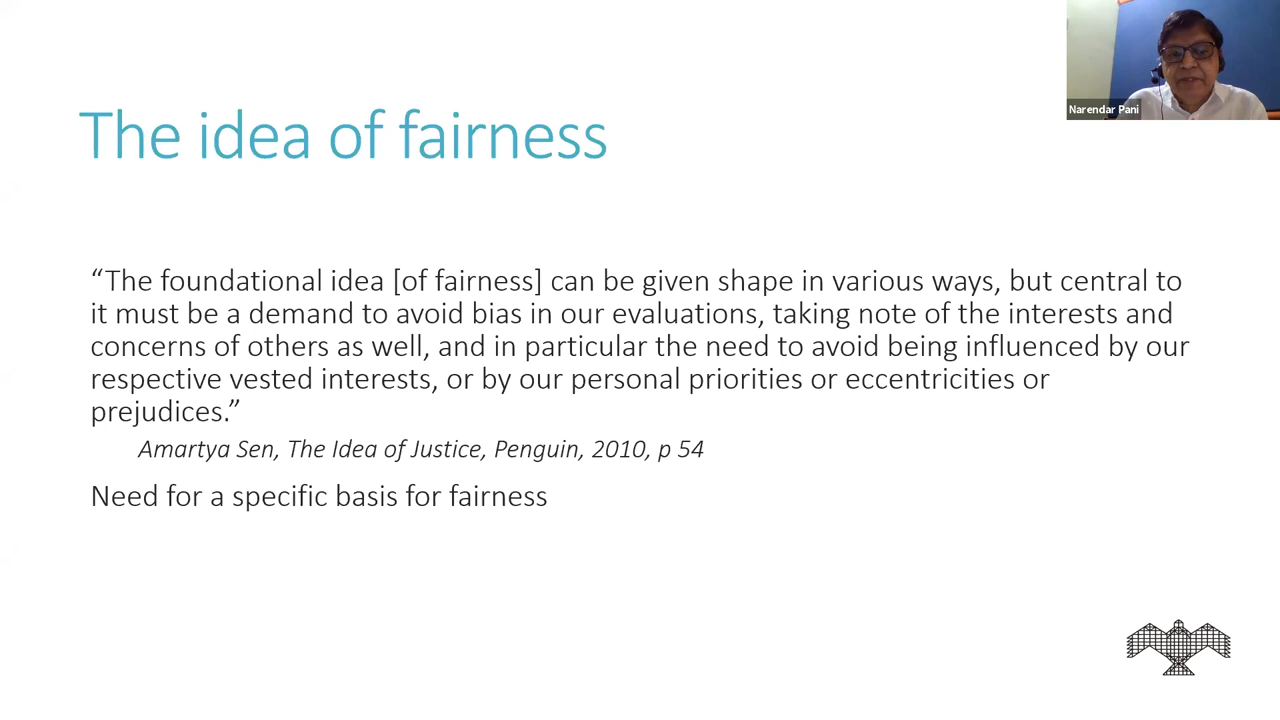 Narendar Pani
The idea of fairness
“The foundational idea [of fairness] can be given shape in various ways, but central to
it must be a demand to avoid bias in our evaluations, taking note of the interests and
concerns of others as well, and in particular the need to avoid being influenced by our
respective vested interests, or by our personal priorities or eccentricities or
prejudices.”
Amartya Sen, The Idea of Justice, Penguin, 2010, p 54
Need for a specific basis for fairness